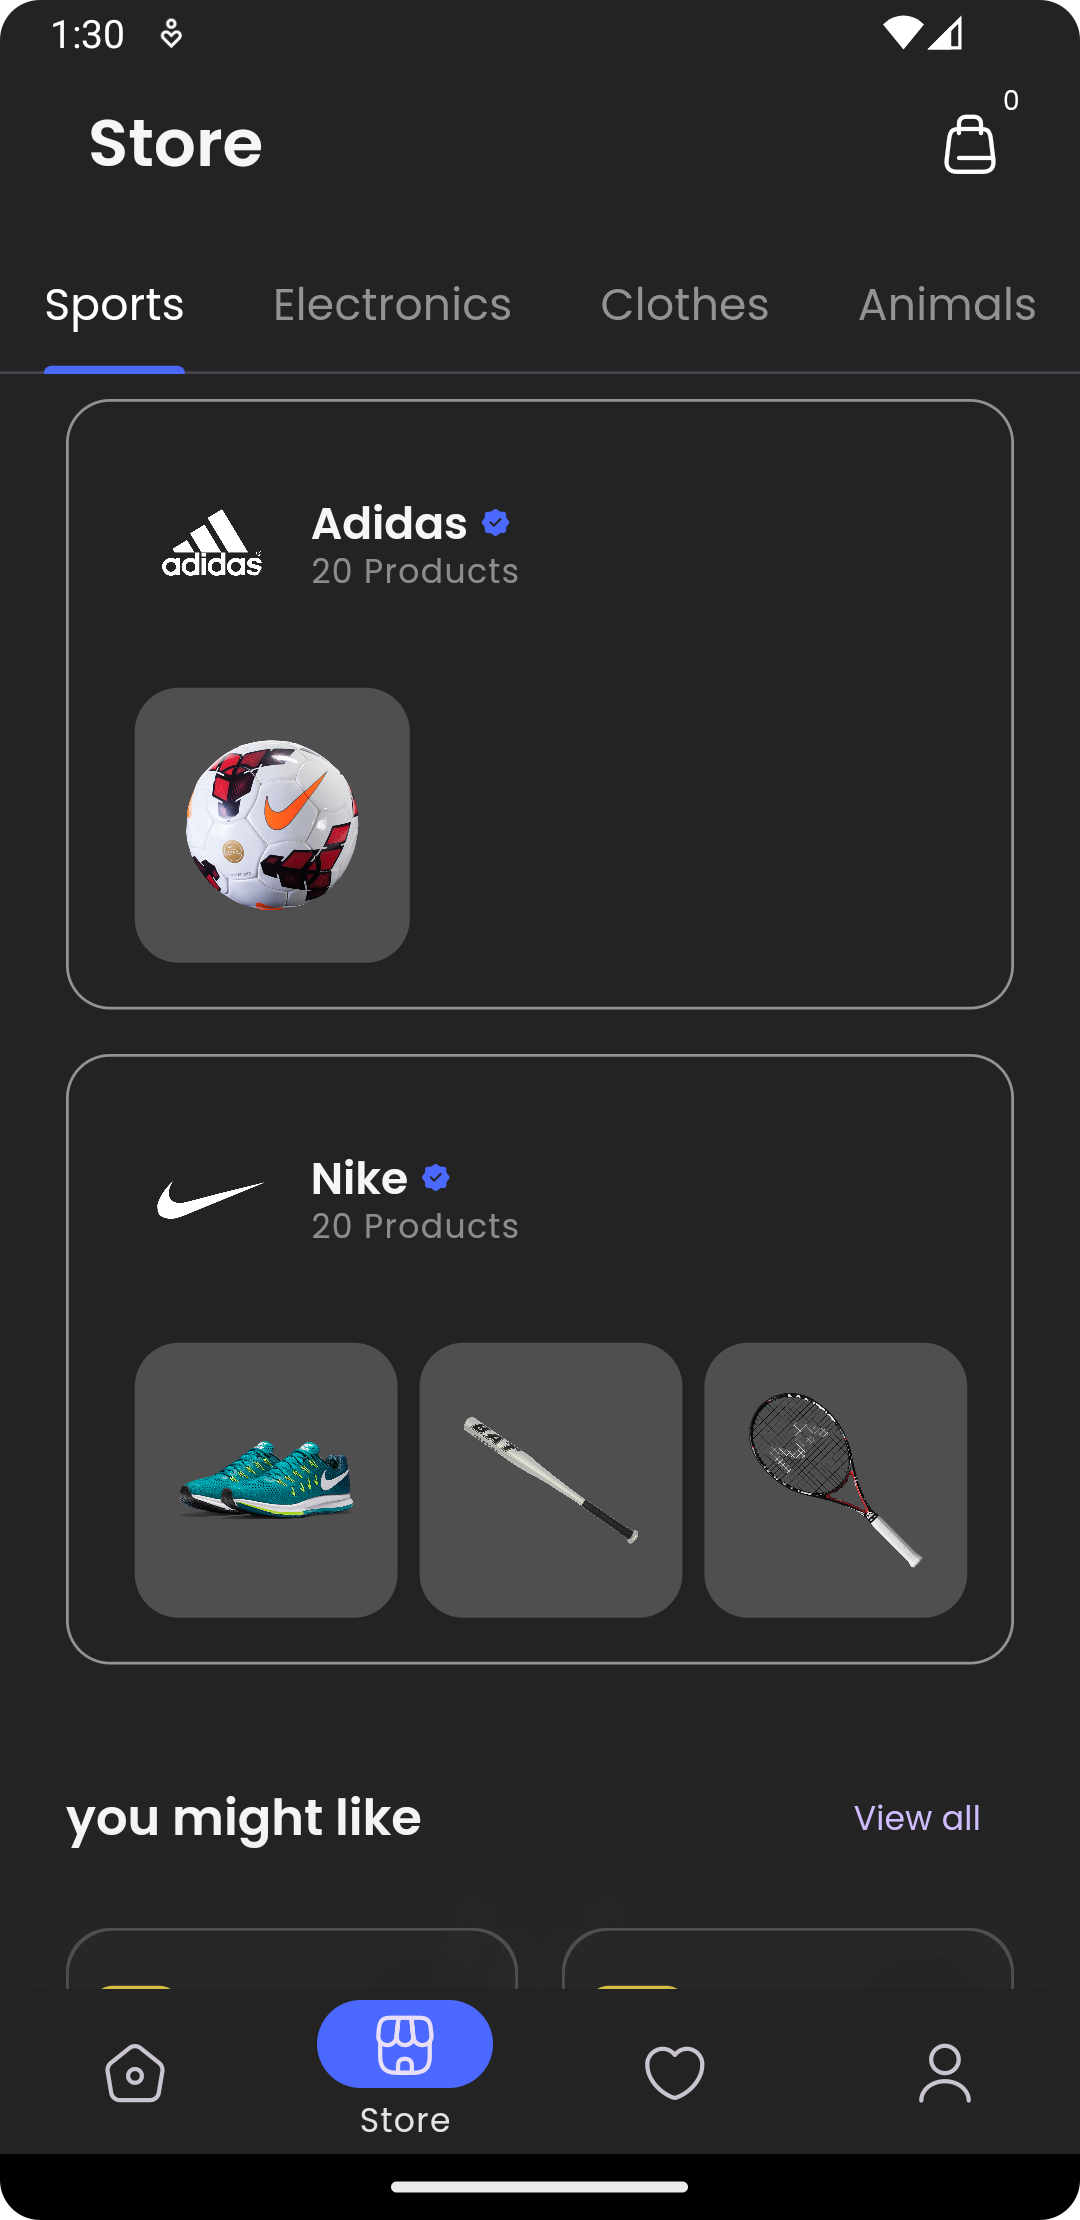 1:30
0
Store
Sports Electronics Clothes Animals
Adidas
adidas
20 Products
Nike
20 Products
BAT
you might like
View all
Store